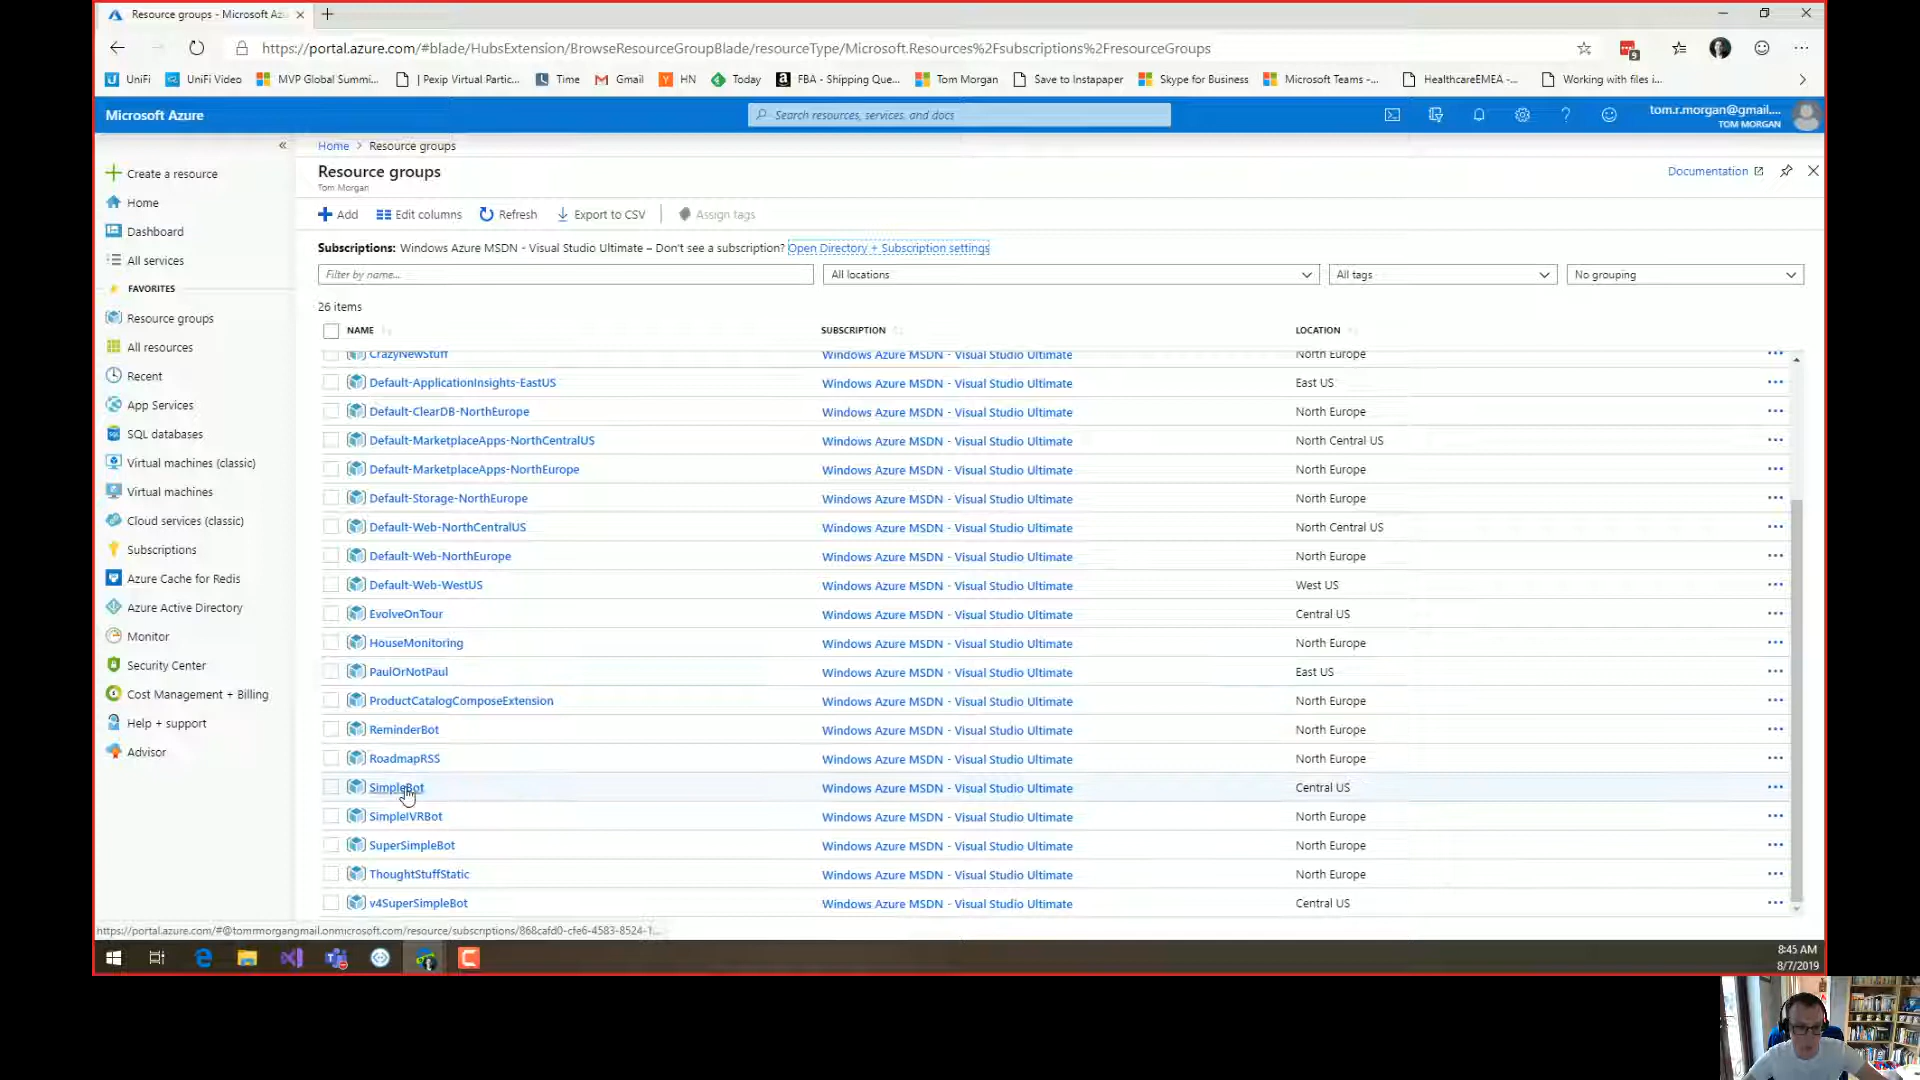 Resource groups - Microsoft Az
https://portal.azure.com/#blade/HubsExtension/BrowseResourceGroupBlade/resourceType/Microsoft.Resources%2Fsubscriptions%2FresourceGroups
9
UniFi UniFi Video MVP Global Summi... | Pexip Virtual Partic... Time Gmail HN Today FBA - Shipping Que... Tom Morgan Save to Instapaper Skype for Business Microsoft Teams -... HealthcareEMEA -... Working with files i...
Microsoft Azure
Search resources, services, and docs
tom.r.morgan@gmail....
TOM MORGAN
Home > Resource groups
Resource groups
Tom Morgan
Documentation
Add Edit columns Refresh Export to CSV Assign tags
Subscriptions: Windows Azure MSDN - Visual Studio Ultimate – Don't see a subscription? Open Directory + Subscription settings
Filter by name...
All locations
All tags
No grouping
26 items
NAME SUBSCRIPTION LOCATION
CrazyNewStuff Windows Azure MSDN - Visual Studio Ultimate North Europe
Default-ApplicationInsights-EastUS Windows Azure MSDN - Visual Studio Ultimate East US
Default-ClearDB-NorthEurope Windows Azure MSDN - Visual Studio Ultimate North Europe
Default-MarketplaceApps-NorthCentralUS Windows Azure MSDN - Visual Studio Ultimate North Central US
Default-MarketplaceApps-NorthEurope Windows Azure MSDN - Visual Studio Ultimate North Europe
Default-Storage-NorthEurope Windows Azure MSDN - Visual Studio Ultimate North Europe
Default-Web-NorthCentralUS Windows Azure MSDN - Visual Studio Ultimate North Central US
Default-Web-NorthEurope Windows Azure MSDN - Visual Studio Ultimate North Europe
Default-Web-WestUS Windows Azure MSDN - Visual Studio Ultimate West US
EvolveOnTour Windows Azure MSDN - Visual Studio Ultimate Central US
HouseMonitoring Windows Azure MSDN - Visual Studio Ultimate North Europe
PaulOrNotPaul Windows Azure MSDN - Visual Studio Ultimate East US
ProductCatalogComposeExtension Windows Azure MSDN - Visual Studio Ultimate North Europe
ReminderBot Windows Azure MSDN - Visual Studio Ultimate North Europe
RoadmapRSS Windows Azure MSDN - Visual Studio Ultimate North Europe
SimpleBot Windows Azure MSDN - Visual Studio Ultimate Central US
SimpleIVRBot Windows Azure MSDN - Visual Studio Ultimate North Europe
SuperSimpleBot Windows Azure MSDN - Visual Studio Ultimate North Europe
ThoughtStuffStatic Windows Azure MSDN - Visual Studio Ultimate North Europe
v4SuperSimpleBot Windows Azure MSDN - Visual Studio Ultimate Central US
Create a resource
Home
Dashboard
All services
FAVORITES
Resource groups
All resources
Recent
App Services
SQL databases
Virtual machines (classic)
Virtual machines
Cloud services (classic)
Subscriptions
Azure Cache for Redis
Azure Active Directory
Monitor
Security Center
Cost Management + Billing
Help + support
Advisor
https://portal.azure.com/#@tommorgangmail.onmicrosoft.com/resource/subscriptions/868cafd0-cfe6-4583-8524-1...
8:45 AM
8/7/2019